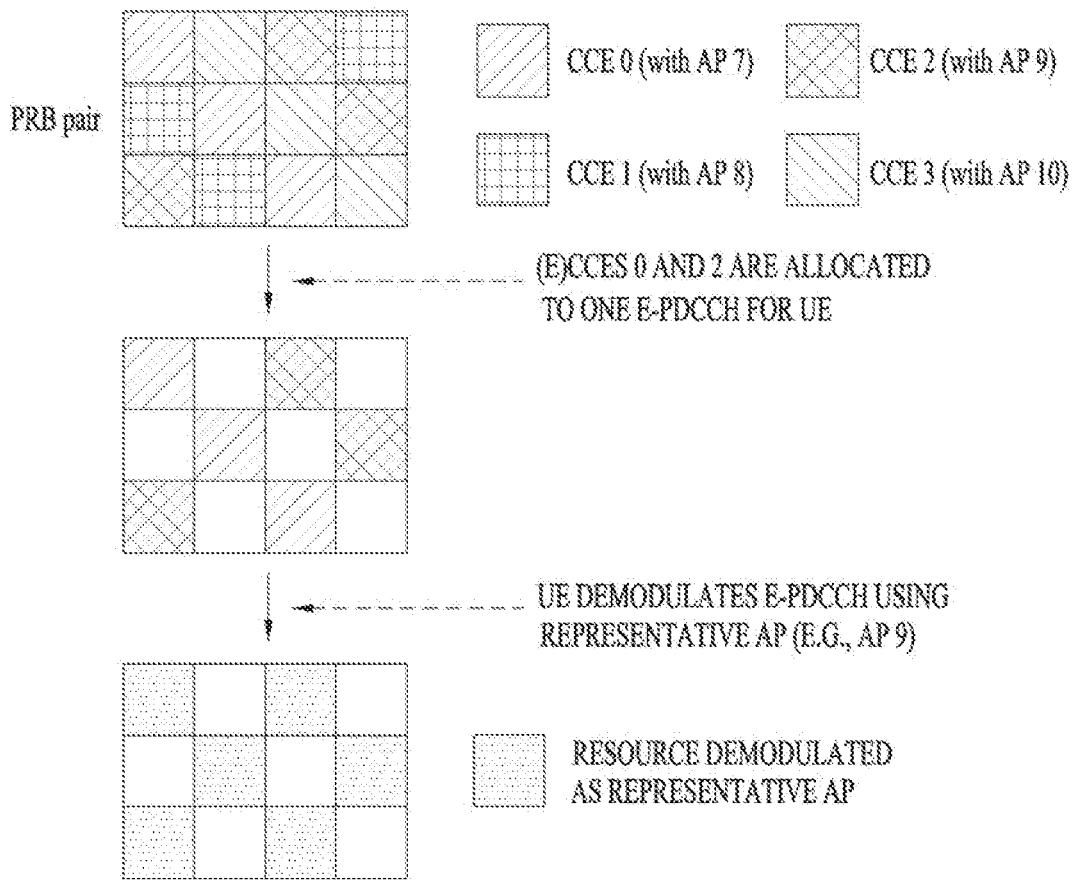 PRB pair
CCE 0 (with AP 7)
CCE 2 (with AP 9)
CCE 1 (with AP 8)
CCE 3 (with AP 10)
(E)CCES 0 AND 2 ARE ALLOCATED
TO ONE E-PDCCH FOR UE
UE DEMODULATES E-PDCCH USING
REPRESENTATIVE AP (E.G., AP 9)
RESOURCE DEMODULATED
AS REPRESENTATIVE AP